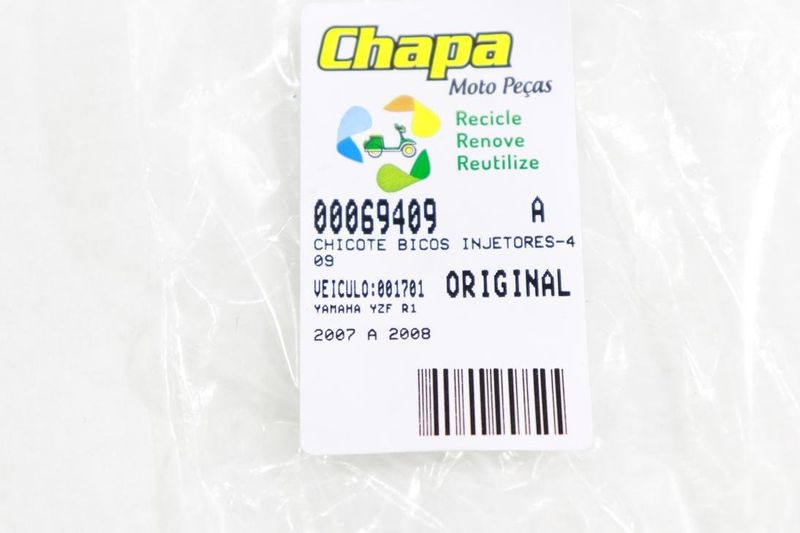 Chapa
Moto Peças
Recicle
Renove
Reutilize
00069409 A
CHICOTE BICOS INJETORES-4
09
VEICULO:001701 ORIGINAL
YAMAHA YZF R1
2007 A 2008